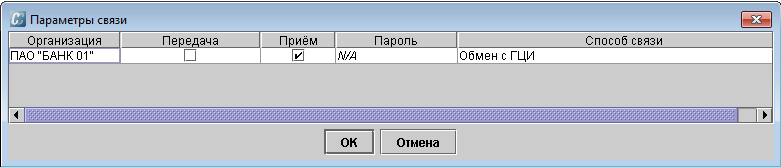 Параметры связи
Организация Передача Приём Пароль Способ связи
ПАО "БАНК 01" N/A Обмен с ГЦИ
OK Отмена